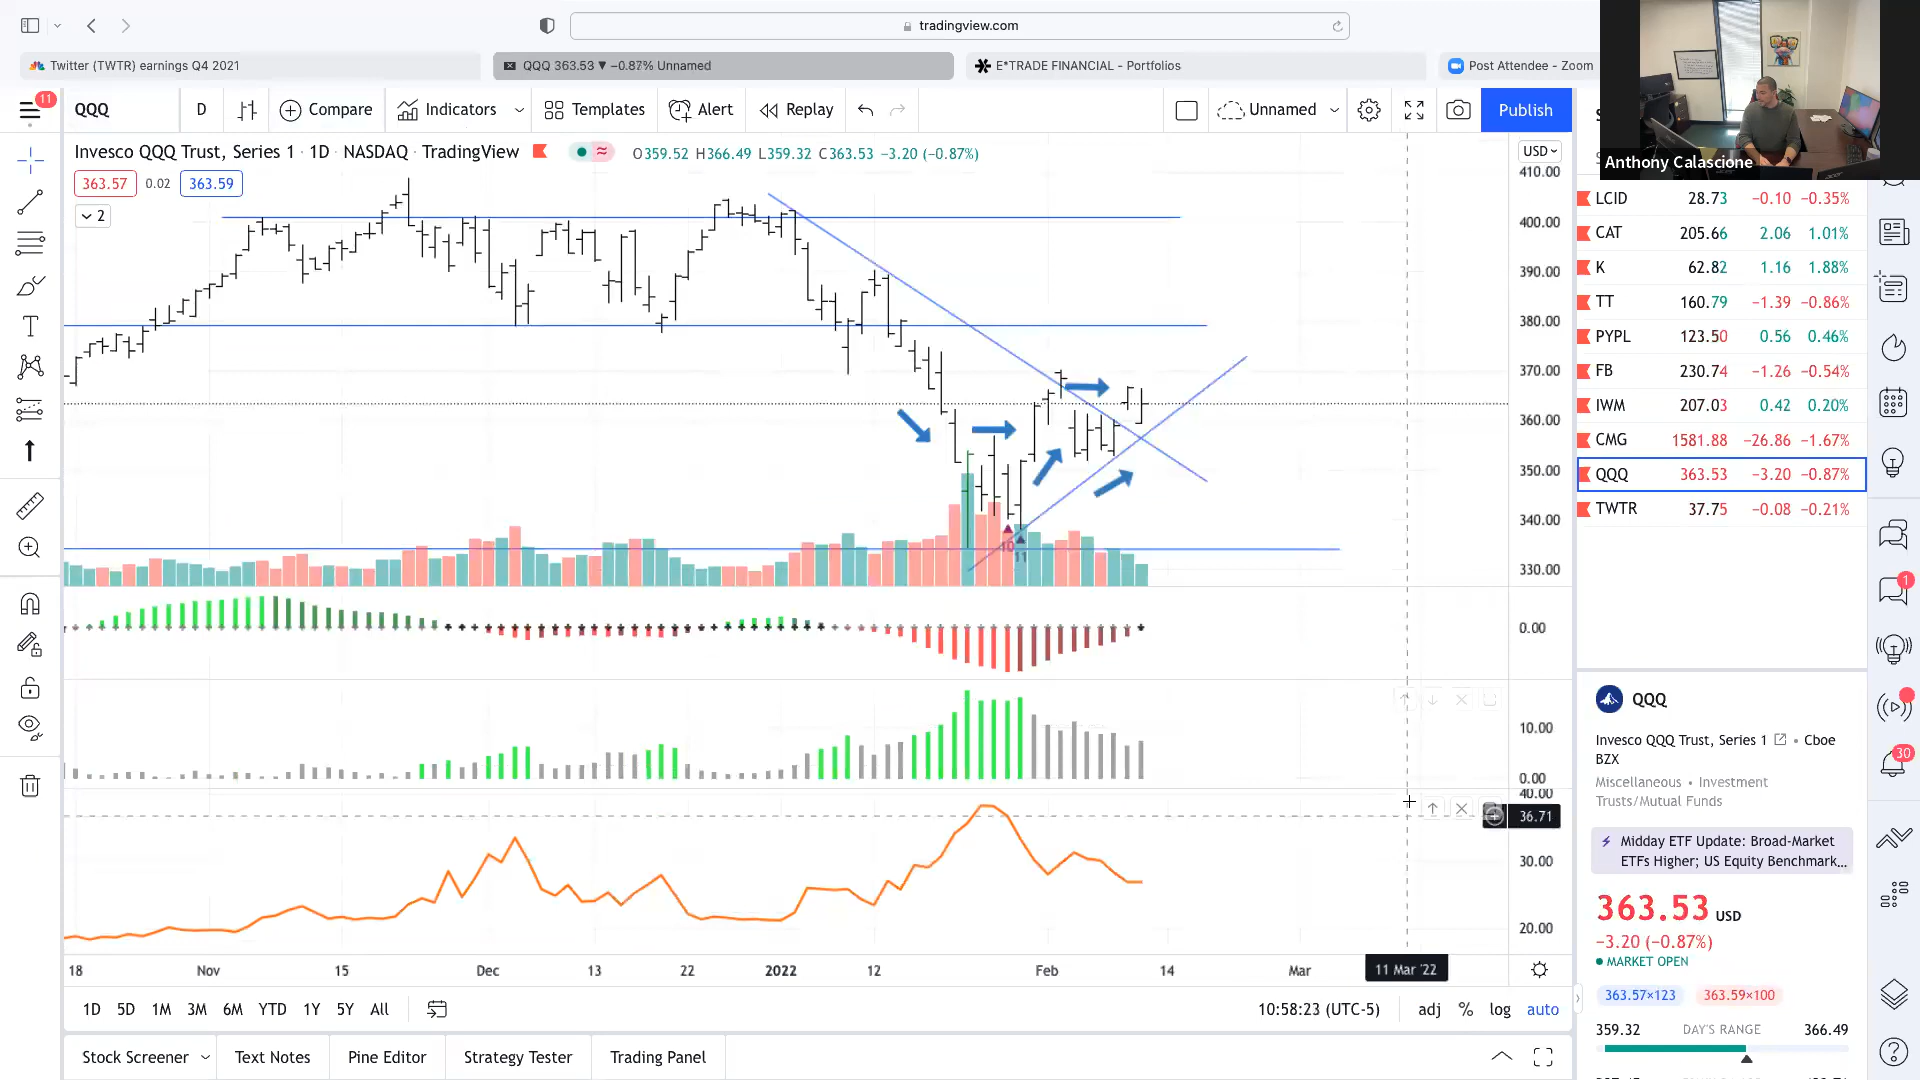 tradingview.com
Twitter (TWTR) earnings Q4 2021
QQQ 363.53 ▼ −0.87% Unnamed
E*TRADE FINANCIAL - Portfolios
Post Attendee - Zoom
11
QQQ
D
Compare
Indicators
Templates
Alert
Replay
Unnamed
Publish
Anthony Calascione
Invesco QQQ Trust, Series 1 · 1D · NASDAQ · TradingView
O359.52 H366.49 L359.32 C363.53 −3.20 (−0.87%)
USD
363.57
0.02
363.59
2
410.00
400.00
390.00
380.00
370.00
360.00
350.00
340.00
330.00
10
11
0.00
10.00
0.00
40.00
36.71
30.00
20.00
18
Nov
15
Dec
13
22
2022
12
Feb
14
Mar
11 Mar '22
1D
5D
1M
3M
6M
YTD
1Y
5Y
All
10:58:23 (UTC-5)
adj
%
log
auto
Stock Screener
Text Notes
Pine Editor
Strategy Tester
Trading Panel
LCID 28.73 −0.10 −0.35%
CAT 205.66 2.06 1.01%
K 62.82 1.16 1.88%
TT 160.79 −1.39 −0.86%
PYPL 123.50 0.56 0.46%
FB 230.74 −1.26 −0.54%
IWM 207.03 0.42 0.20%
CMG 1581.88 −26.86 −1.67%
QQQ 363.53 −3.20 −0.87%
TWTR 37.75 −0.08 −0.21%
QQQ
Invesco QQQ Trust, Series 1 • Cboe
BZX
Miscellaneous • Investment
Trusts/Mutual Funds
Midday ETF Update: Broad-Market
ETFs Higher; US Equity Benchmark...
363.53 USD
−3.20 (−0.87%)
MARKET OPEN
363.57×123
363.59×100
359.32 DAY'S RANGE 366.49
1
30